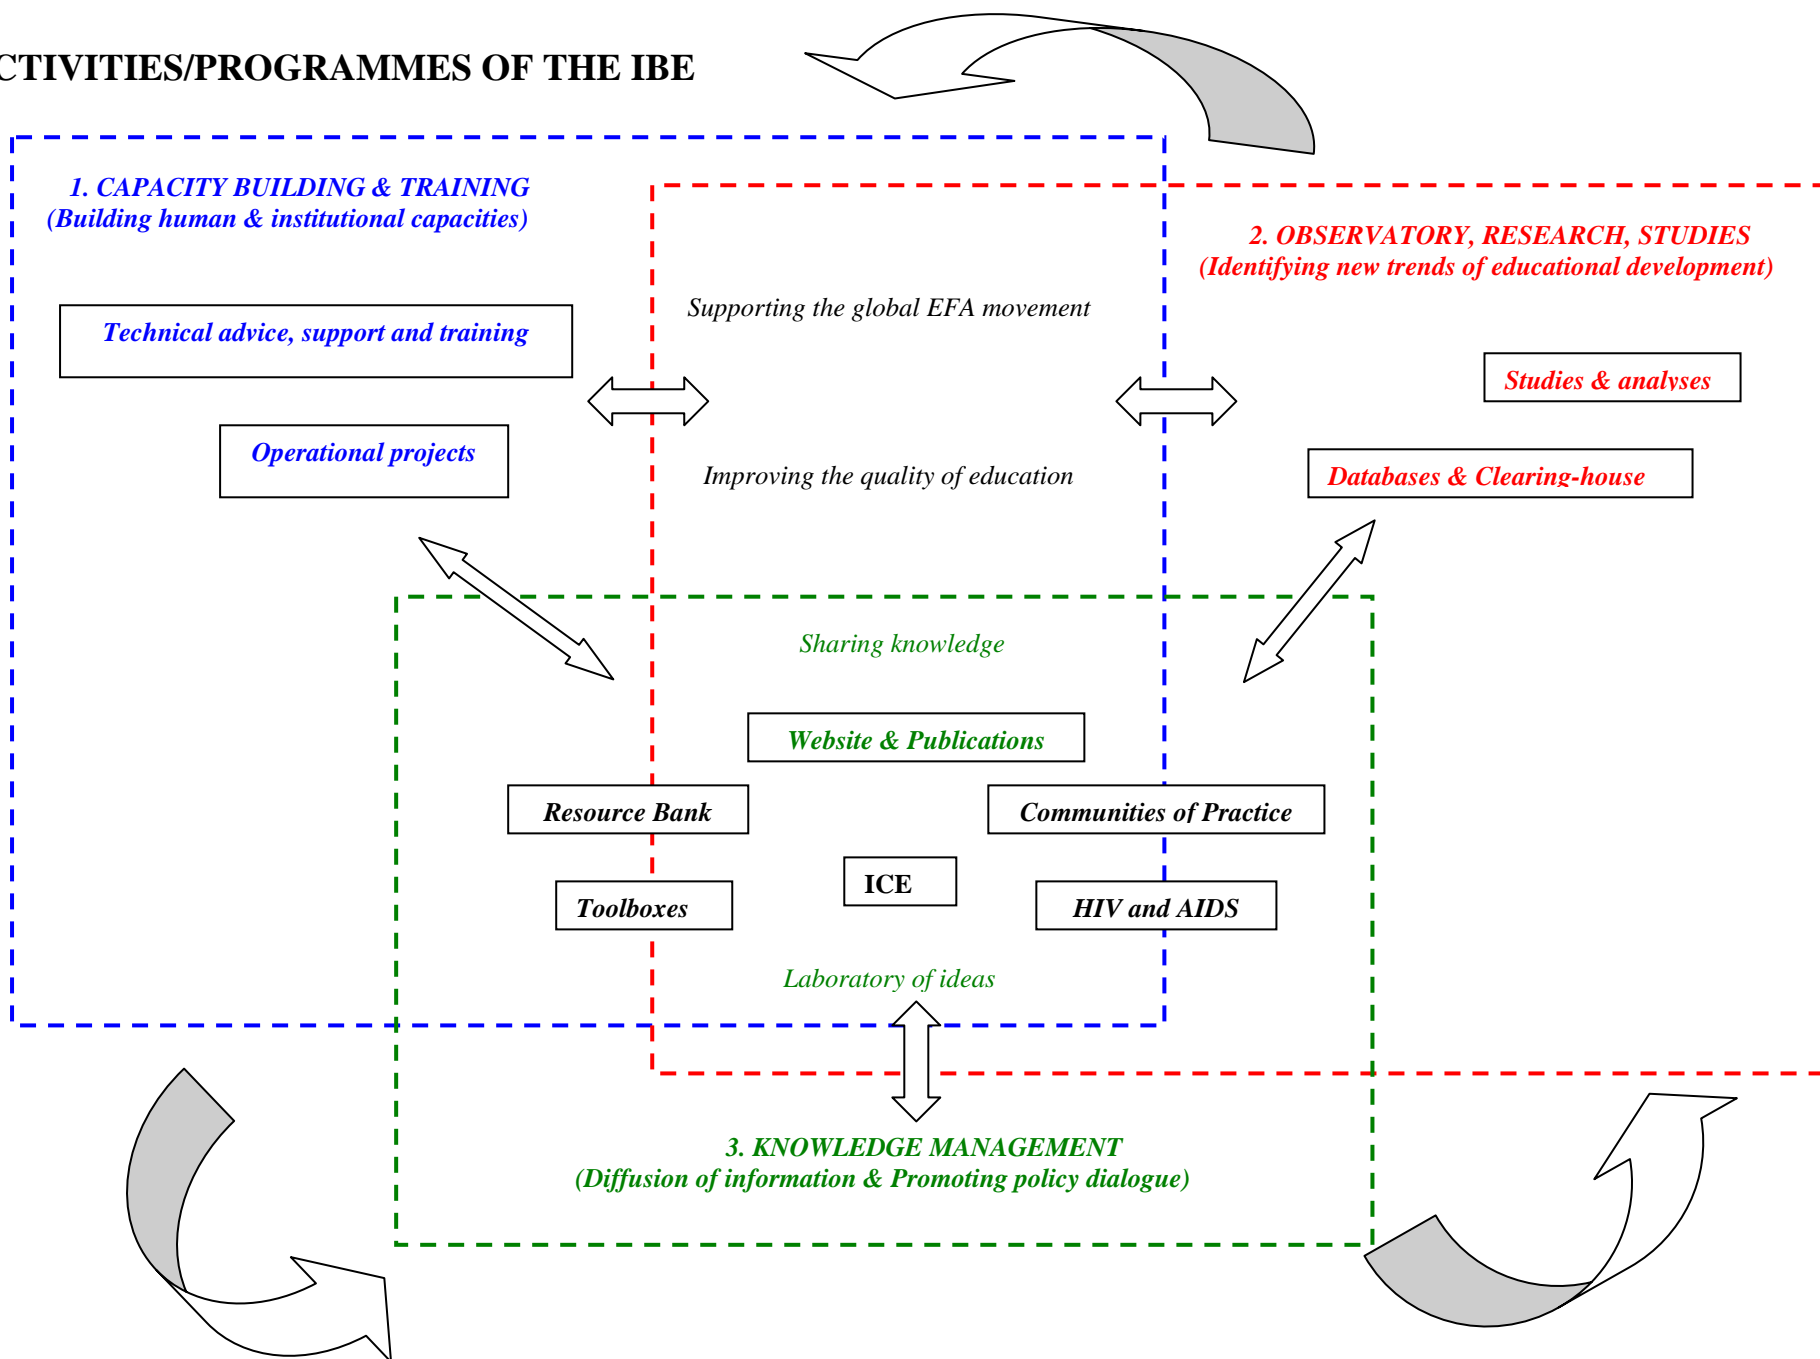 CTIVITIES/PROGRAMMES OF THE IBE
1. CAPACITY BUILDING & TRAINING
(Building human & institutional capacities)
2. OBSERVATORY, RESEARCH, STUDIES
(Identifying new trends of educational development)
Supporting the global EFA movement
Technical advice, support and training
Studies & analyses
Operational projects
Improving the quality of education
Databases & Clearing-house
Sharing knowledge
Website & Publications
Resource Bank
Communities of Practice
ICE
Toolboxes
HIV and AIDS
Laboratory of ideas
3. KNOWLEDGE MANAGEMENT
(Diffusion of information & Promoting policy dialogue)